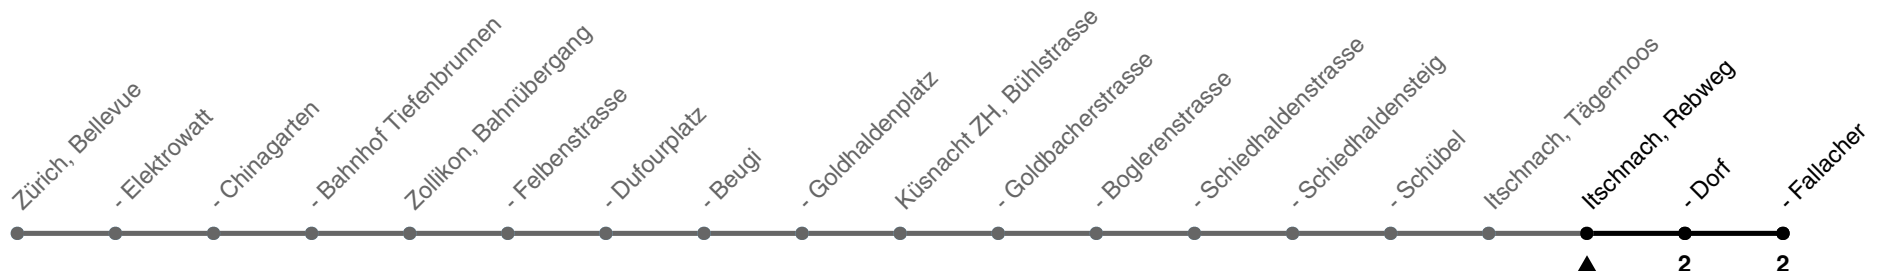 Zürich, Bellevue
- Elektrowatt
- Chinagarten
- Bahnhof Tiefenbrunnen
Zollikon, Bahnübergang
- Felbenstrasse
- Dufourplatz
- Beugi
- Goldhaldenplatz
Küsnacht ZH, Bühlstrasse
- Goldbacherstrasse
- Boglerenstrasse
- Schiedhaldenstrasse
- Schiedhaldensteig
- Schübel
Itschnach, Tägermoos
Itschnach, Rebweg
- Dorf
- Fallacher
2 2